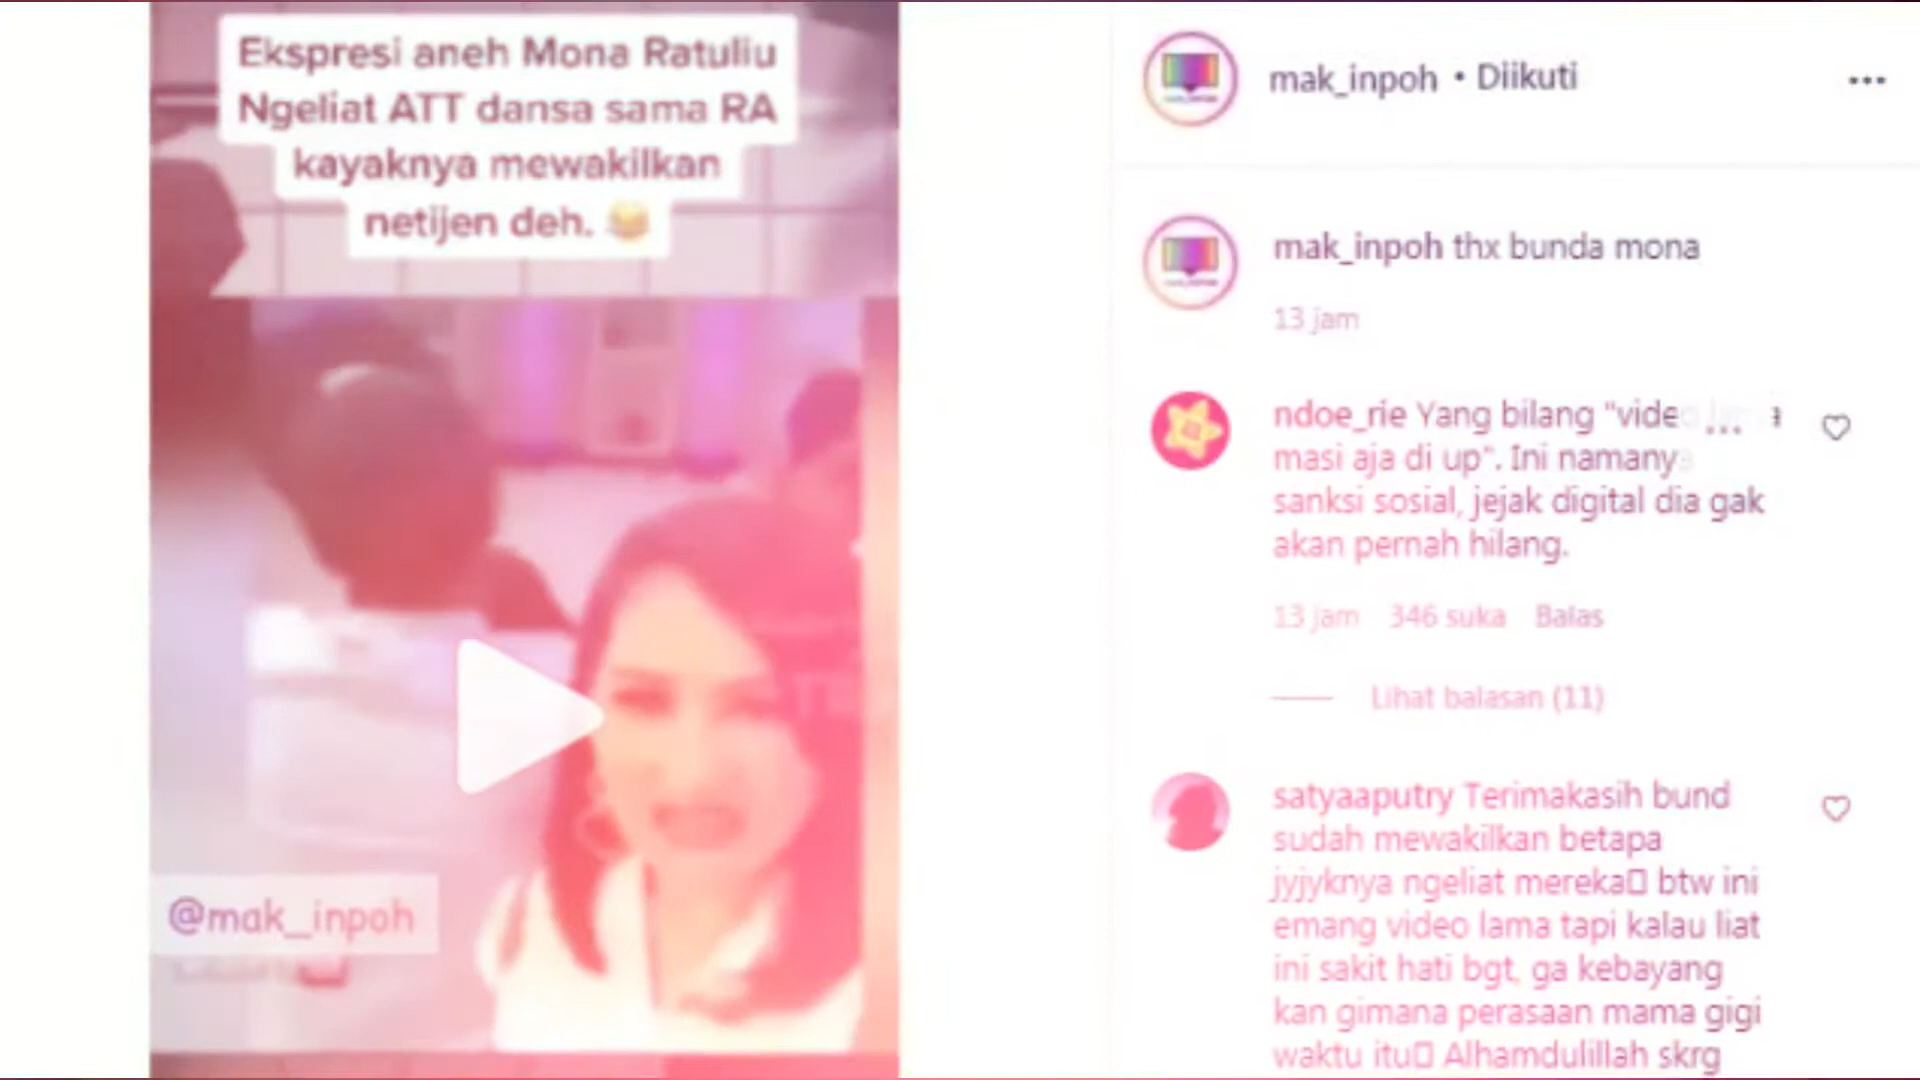 Ekspresi aneh Mona Ratuliu
Ngeliat ATT dansa sama RA
kayaknya mewakilkan
netijen deh. 😂
@mak_inpoh
mak_inpoh • Diikuti
mak_inpoh thx bunda mona
13 jam
ndoe_rie Yang bilang "video
masi aja di up". Ini namanya
sanksi sosial, jejak digital dia gak
akan pernah hilang.
13 jam 346 suka Balas
Lihat balasan (11)
satyaaputry Terimakasih bund
sudah mewakilkan betapa
jyjyknya ngeliat mereka▯ btw ini
emang video lama tapi kalau liat
ini sakit hati bgt, ga kebayang
kan gimana perasaan mama gigi
waktu itu▯ Alhamdulillah skrg